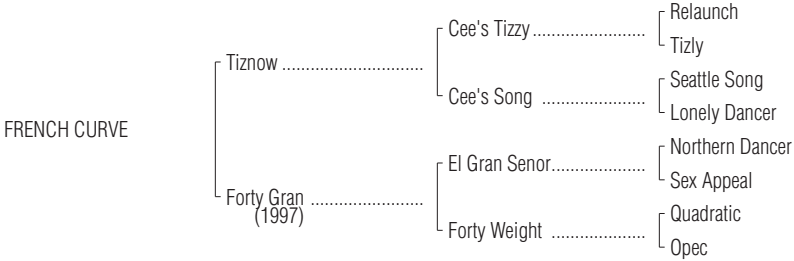 Relaunch
Cee's Tizzy ........................
Tizly
Tiznow ..............................
Seattle Song
Cee's Song ......................
Lonely Dancer
FRENCH CURVE
Northern Dancer
El Gran Senor....................
Sex Appeal
Forty Gran ........................
(1997)
Quadratic
Forty Weight ....................
Opec